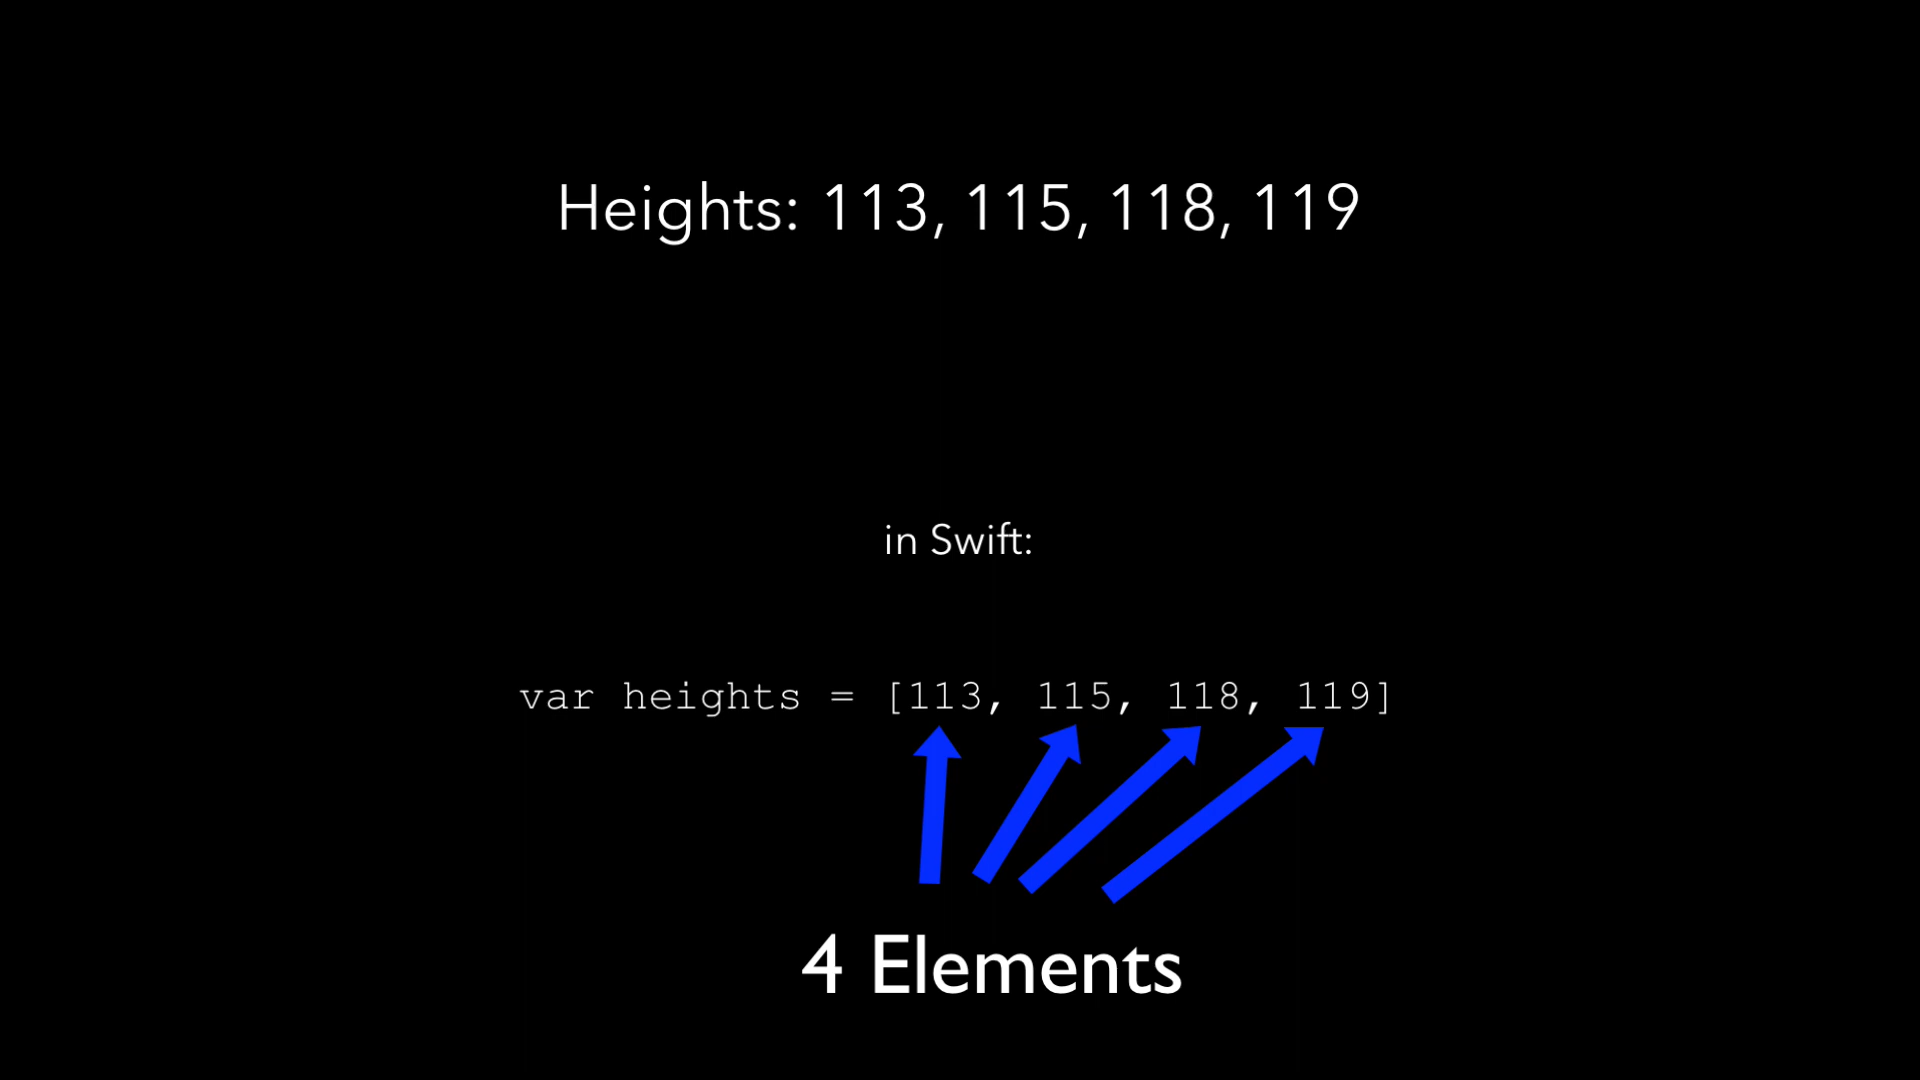 Heights: 113, 115, 118, 119
in Swift:
var heights = [113, 115, 118, 119]
4 Elements